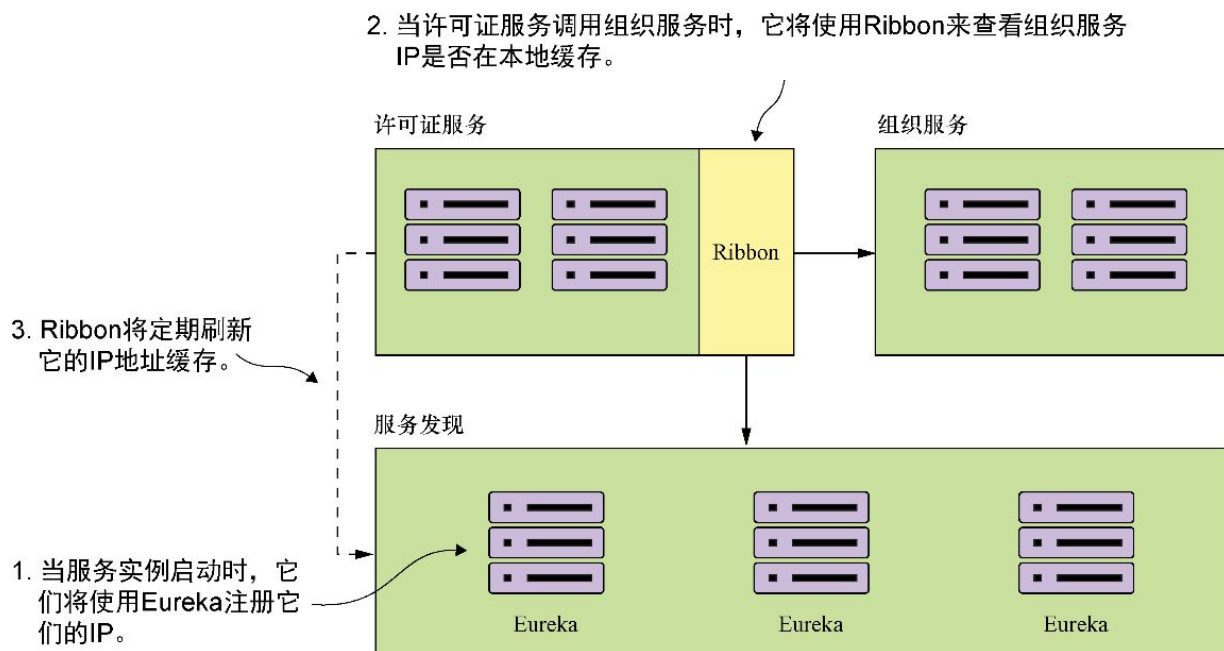 2. 当许可证服务调用组织服务时，它将使用Ribbon来查看组织服务
IP是否在本地缓存。
许可证服务
组织服务
Ribbon
3. Ribbon将定期刷新
它的IP地址缓存。
服务发现
1. 当服务实例启动时，它
们将使用Eureka注册它
们的IP。
Eureka
Eureka
Eureka